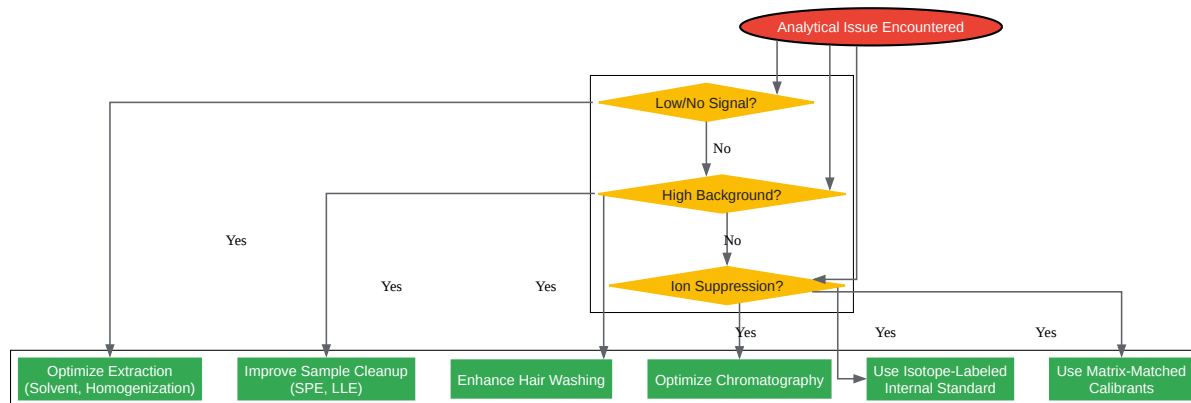 Analytical Issue Encountered
Low/No Signal?
No
High Background?
Yes
No
Yes
Yes
Ion Suppression?
Yes
Yes
Yes
Optimize Extraction
(Solvent, Homogenization)
Improve Sample Cleanup
(SPE, LLE)
Enhance Hair Washing
Optimize Chromatography
Use Isotope-Labeled
Internal Standard
Use Matrix-Matched
Calibrants